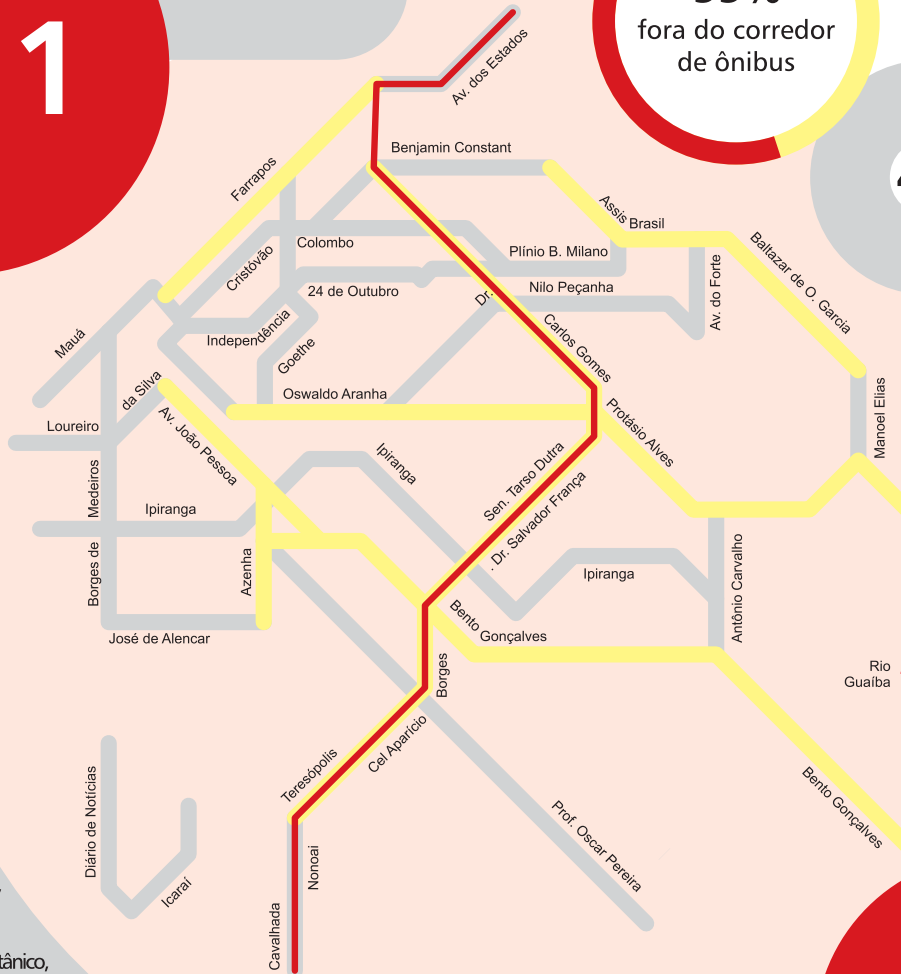 1
fora do corredor
de ônibus
Av. dos Estados
Benjamin Constant
Farrapos
Assis
Brasil
Colombo
Plínio B. Milano
Baltazar de O. Garcia
Cristóvão
24 de Outubro
Nilo Peçanha
Av. do Forte
Dr.
Carlos Gomes
Mauá
Independência
Goethe
da Silva
Oswaldo Aranha
Loureiro
Av. João Pessoa
Protásio Alves
Manoel Elias
Ipiranga
Sen. Tarso Dutra
. Dr. Salvador França
Borges de Medeiros
Ipiranga
Azenha
Ipiranga
Antônio Carvalho
José de Alencar
Bento
Gonçalves
Borges
Rio
Guaíba
Cel Aparício
Teresópolis
Diário de Notícias
Icaraí
Bento Gonçalves
Prof. Oscar Pereira
Nonoai
Cavalhada
tânico,